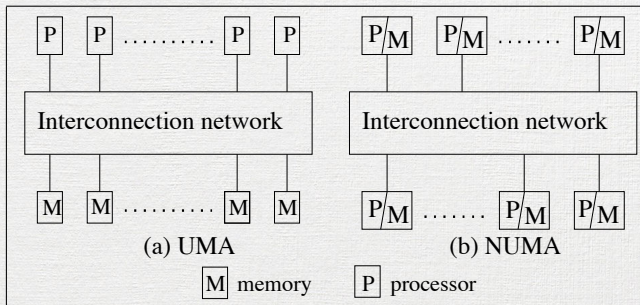 P P .......... P P
P/M P/M ....... P/M
Interconnection network
Interconnection network
M M .......... M M
P/M ....... P/M P/M
(a) UMA
(b) NUMA
M memory
P processor